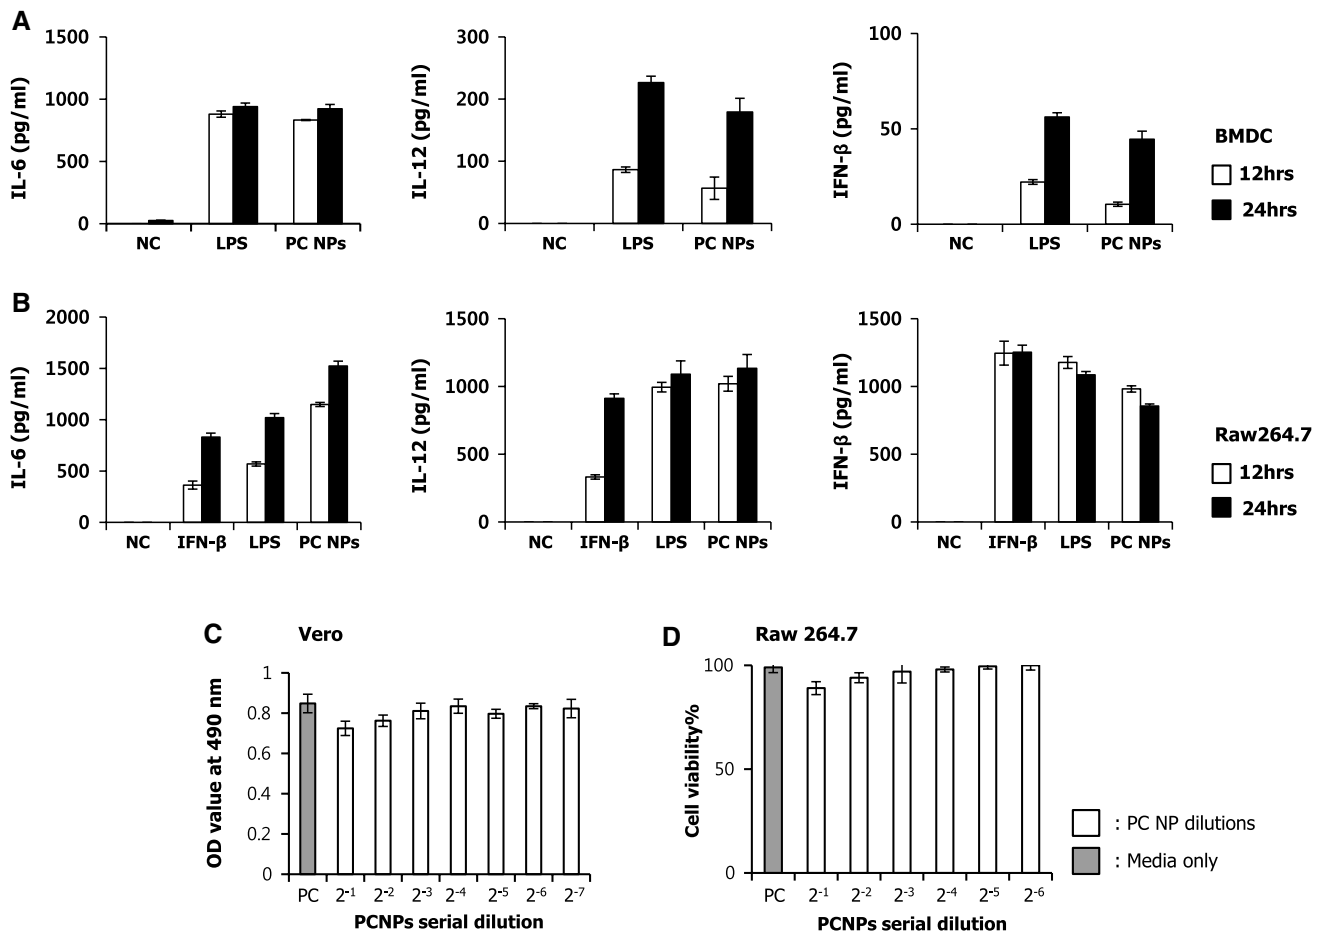 A
IL-6 (pg/ml)
1500
1000
500
0
NC LPS PC NPs
IL-12 (pg/ml)
300
200
100
0
NC LPS PC NPs
IFN-β (pg/ml)
100
50
0
NC LPS PC NPs
BMDC
12hrs
24hrs
B
IL-6 (pg/ml)
2000
1500
1000
500
0
NC IFN-β LPS PC NPs
IL-12 (pg/ml)
1500
1000
500
0
NC IFN-β LPS PC NPs
IFN-β (pg/ml)
1500
1000
500
0
NC IFN-β LPS PC NPs
Raw264.7
12hrs
24hrs
C Vero
OD value at 490 nm
1
0.8
0.6
0.4
0.2
0
PC 2⁻¹ 2⁻² 2⁻³ 2⁻⁴ 2⁻⁵ 2⁻⁶ 2⁻⁷
PCNPs serial dilution
D Raw 264.7
Cell viability%
100
50
0
PC 2⁻¹ 2⁻² 2⁻³ 2⁻⁴ 2⁻⁵ 2⁻⁶
PCNPs serial dilution
: PC NP dilutions
: Media only